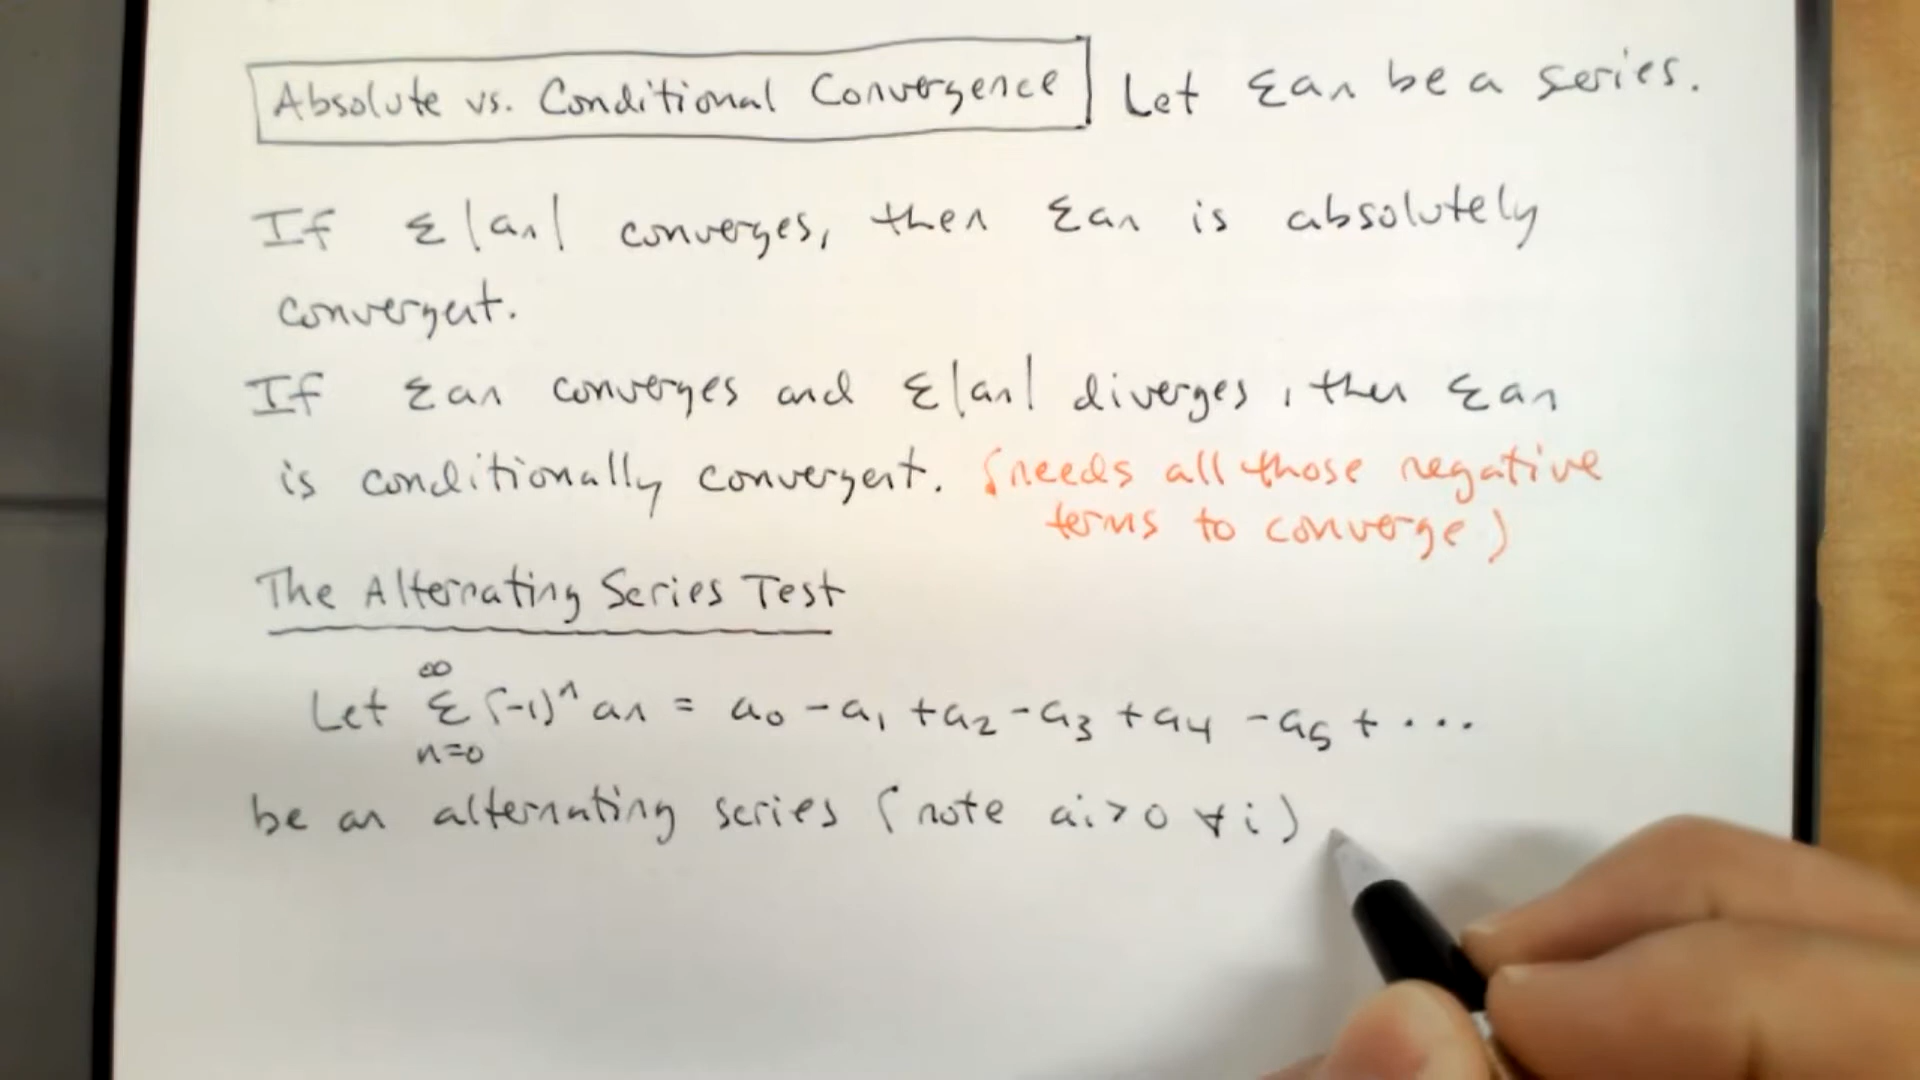 Absolute vs. Conditional Convergence Let Σan be a series.
If Σ|an| converges, then Σan is absolutely
convergent.
If Σan converges and Σ|an| diverges, then Σan
is conditionally convergent. (needs all those negative
terms to converge)
The Alternating Series Test
∞
Let Σ (-1)^n an = a0 - a1 + a2 - a3 + a4 - a5 + ...
n=0
be an alternating series (note ai > 0 ∀ i)